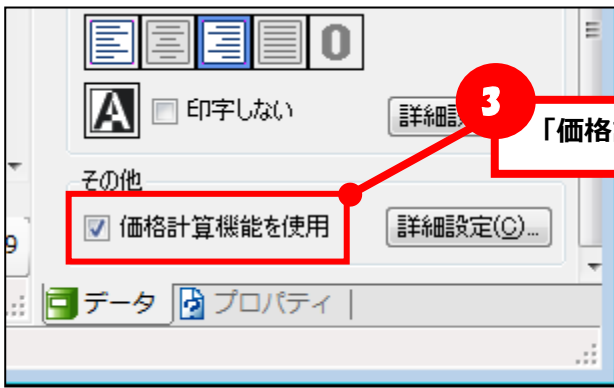 0
A 印字しない 詳細設
3
「価格
その他
価格計算機能を使用 詳細設定(C)...
9
データ プロパティ